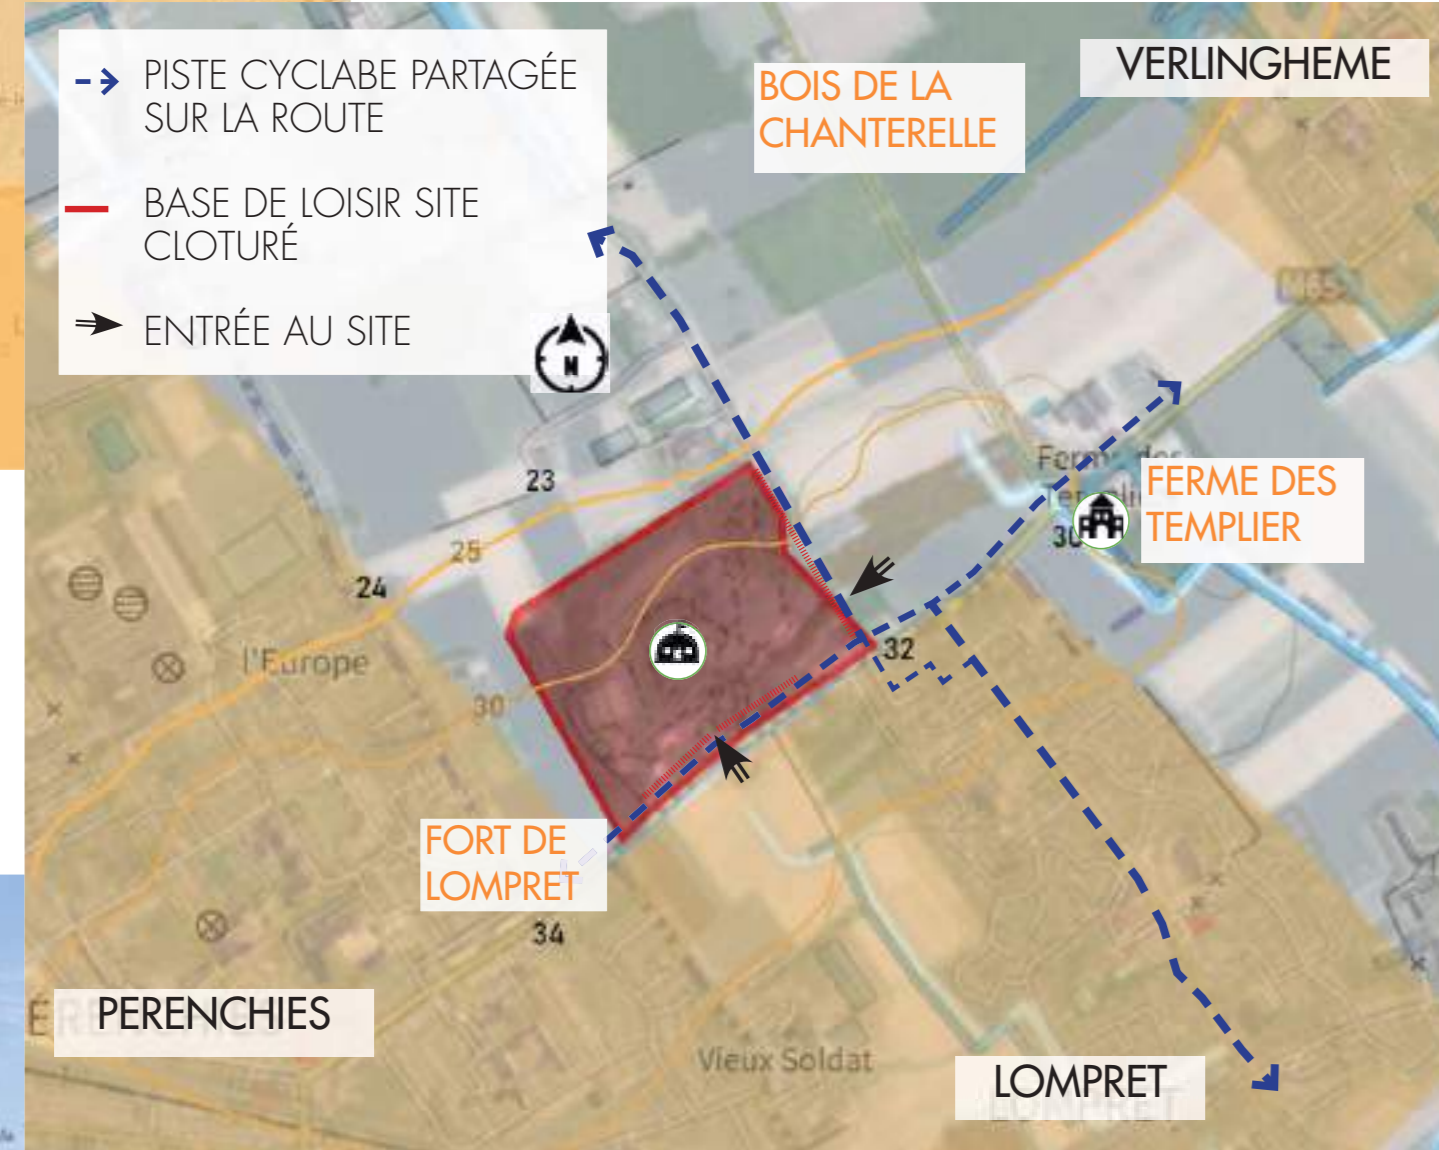 PISTE CYCLABE PARTAGÉE
SUR LA ROUTE
BASE DE LOISIR SITE
CLOTURÉ
ENTRÉE AU SITE
N
BOIS DE LA
CHANTERELLE
VERLINGHEME
FERME DES
TEMPLIER
30
23
25
24
l'Europe
30
32
FORT DE
LOMPRET
34
PERENCHIES
Vieux Soldat
LOMPRET